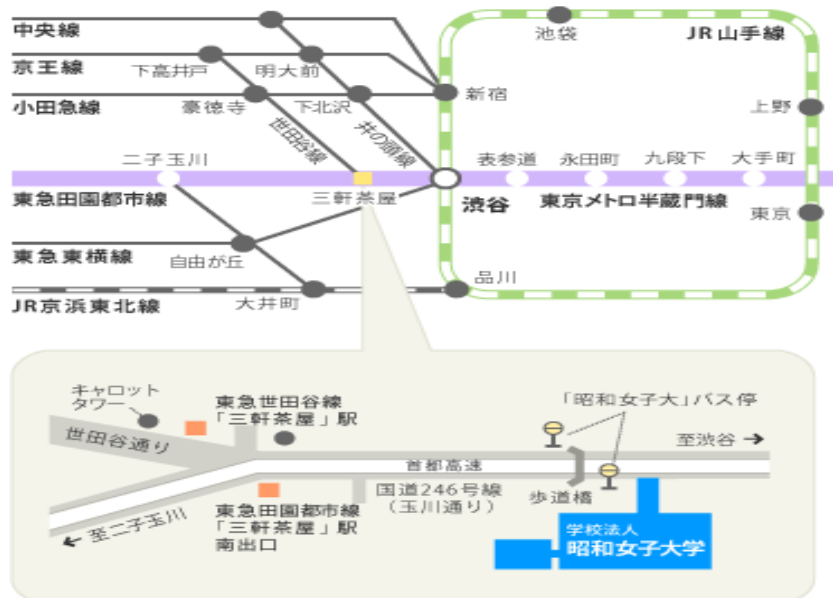 中央線
池袋
JR山手線
京王線
下高井戸
明大前
新宿
小田急線
豪徳寺
下北沢
上野
世田谷線
井の頭線
二子玉川
表参道
永田町
九段下
大手町
東急田園都市線
三軒茶屋
渋谷
東京メトロ半蔵門線
東京
東急東横線
自由が丘
品川
JR京浜東北線
大井町
キャロット
タワー
東急世田谷線
「三軒茶屋」駅
「昭和女子大」バス停
世田谷通り
至渋谷→
首都高速
国道246号線
(玉川通り)
歩道橋
←至二子玉川
東急田園都市線
「三軒茶屋」駅
南出口
学校法人
昭和女子大学